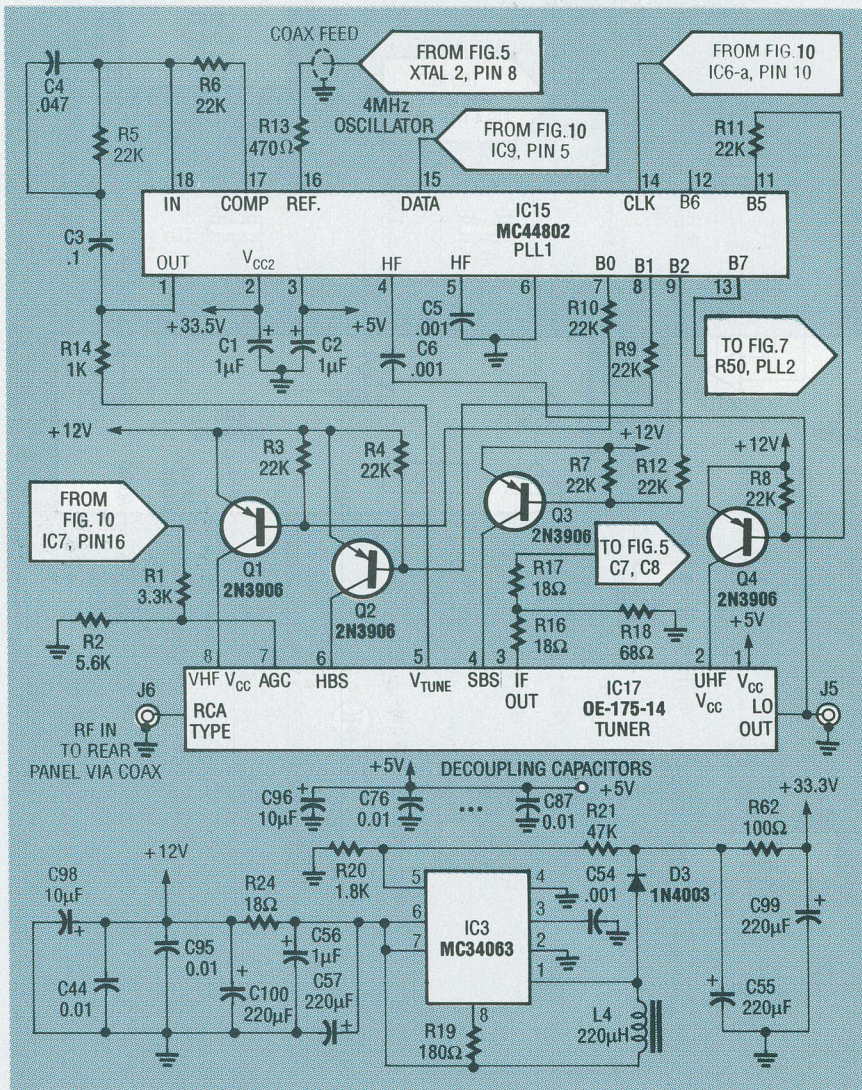 COAX FEED
C4
.047
R6
22K
FROM FIG.5
XTAL 2, PIN 8
FROM FIG.10
IC6-a, PIN 10
R5
22K
R13
470Ω
4MHz
OSCILLATOR
FROM FIG.10
IC9, PIN 5
R11
22K
18
17
16
15
14
12
11
IN
COMP
REF.
DATA
CLK
B6
B5
IC15
MC44802
PLL1
C3
.1
OUT
VCC2
HF
HF
B0
B1
B2
B7
1
2
3
4
5
6
7
8
9
13
+33.5V
+5V
C5
.001
R10
22K
R14
1K
C1
1µF
C2
1µF
C6
.001
R9
22K
TO FIG.7
R50, PLL2
+12V
R3
22K
R4
22K
+12V
R7
22K
R12
22K
+12V
R8
22K
FROM
FIG.10
IC7, PIN16
Q1
2N3906
Q3
2N3906
TO FIG.5
C7, C8
Q4
2N3906
R1
3.3K
Q2
2N3906
R17
18Ω
R2
5.6K
R16
18Ω
R18
68Ω
+5V
8
7
6
5
4
3
2
1
VHF VCC
AGC
HBS
VTUNE
SBS
IF
OUT
UHF
VCC
VCC
IC17
OE-175-14
TUNER
LO
OUT
J6
RCA
TYPE
J5
RF IN
TO REAR
PANEL VIA COAX
+5V
DECOUPLING CAPACITORS
+5V
C96
10µF
C76
0.01
...
C87
0.01
R21
47K
R62
100Ω
+33.3V
+12V
R20
1.8K
C54
.001
D3
1N4003
C98
10µF
R24
18Ω
5
6
7
4
3
2
1
8
IC3
MC34063
C99
220µF
C95
0.01
C56
1µF
C57
220µF
C44
0.01
C100
220µF
R19
180Ω
L4
220µH
C55
220µF